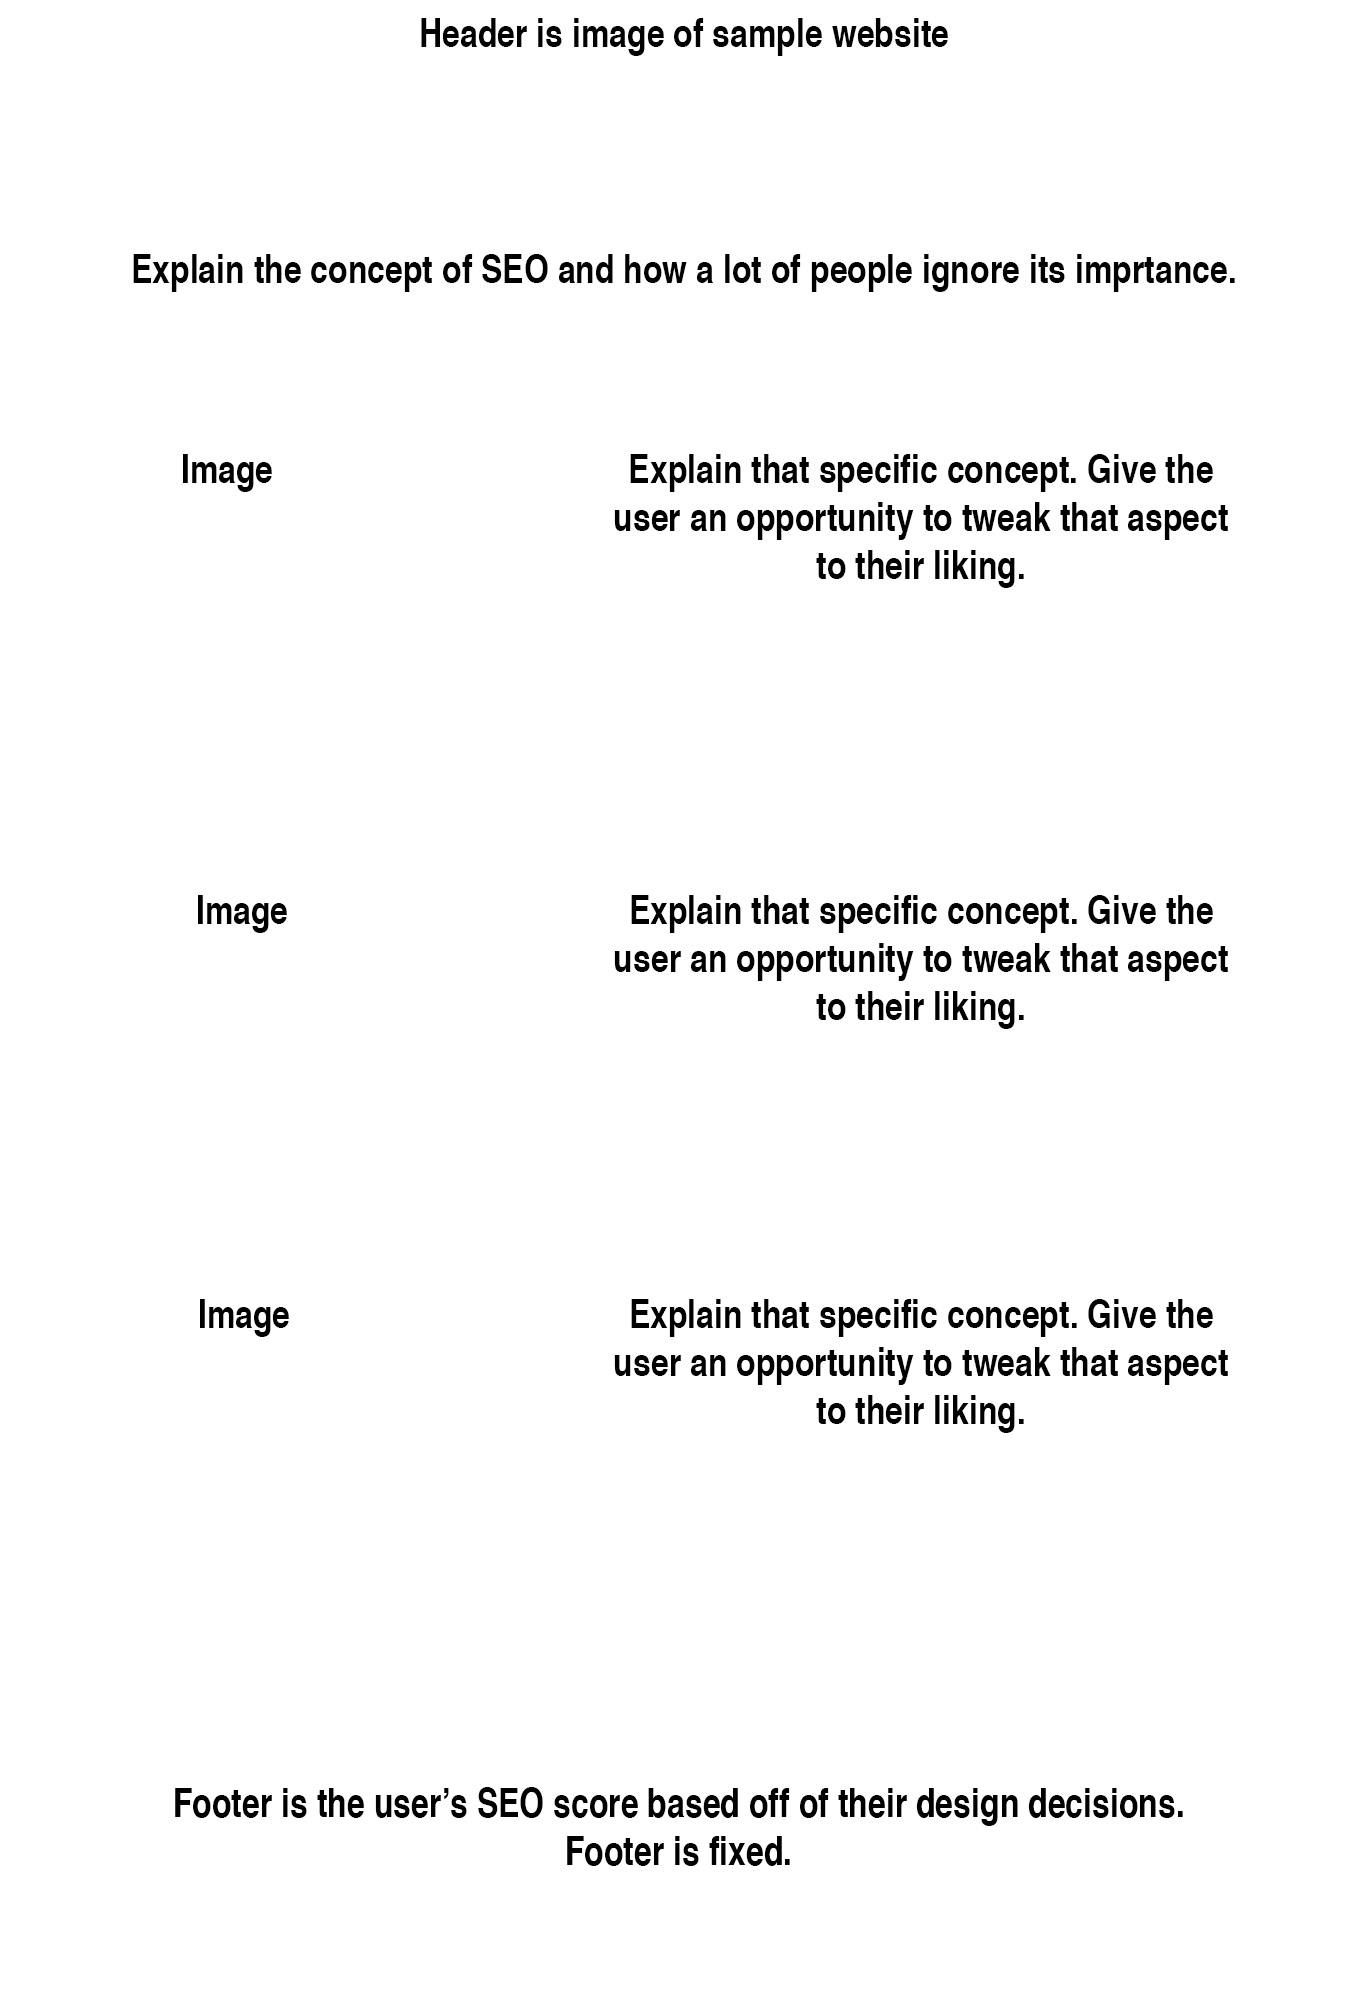 Header is image of sample website
Explain the concept of SEO and how a lot of people ignore its imprtance.
Image
Explain that specific concept. Give the
user an opportunity to tweak that aspect
to their liking.
Image
Explain that specific concept. Give the
user an opportunity to tweak that aspect
to their liking.
Image
Explain that specific concept. Give the
user an opportunity to tweak that aspect
to their liking.
Footer is the user’s SEO score based off of their design decisions.
Footer is fixed.